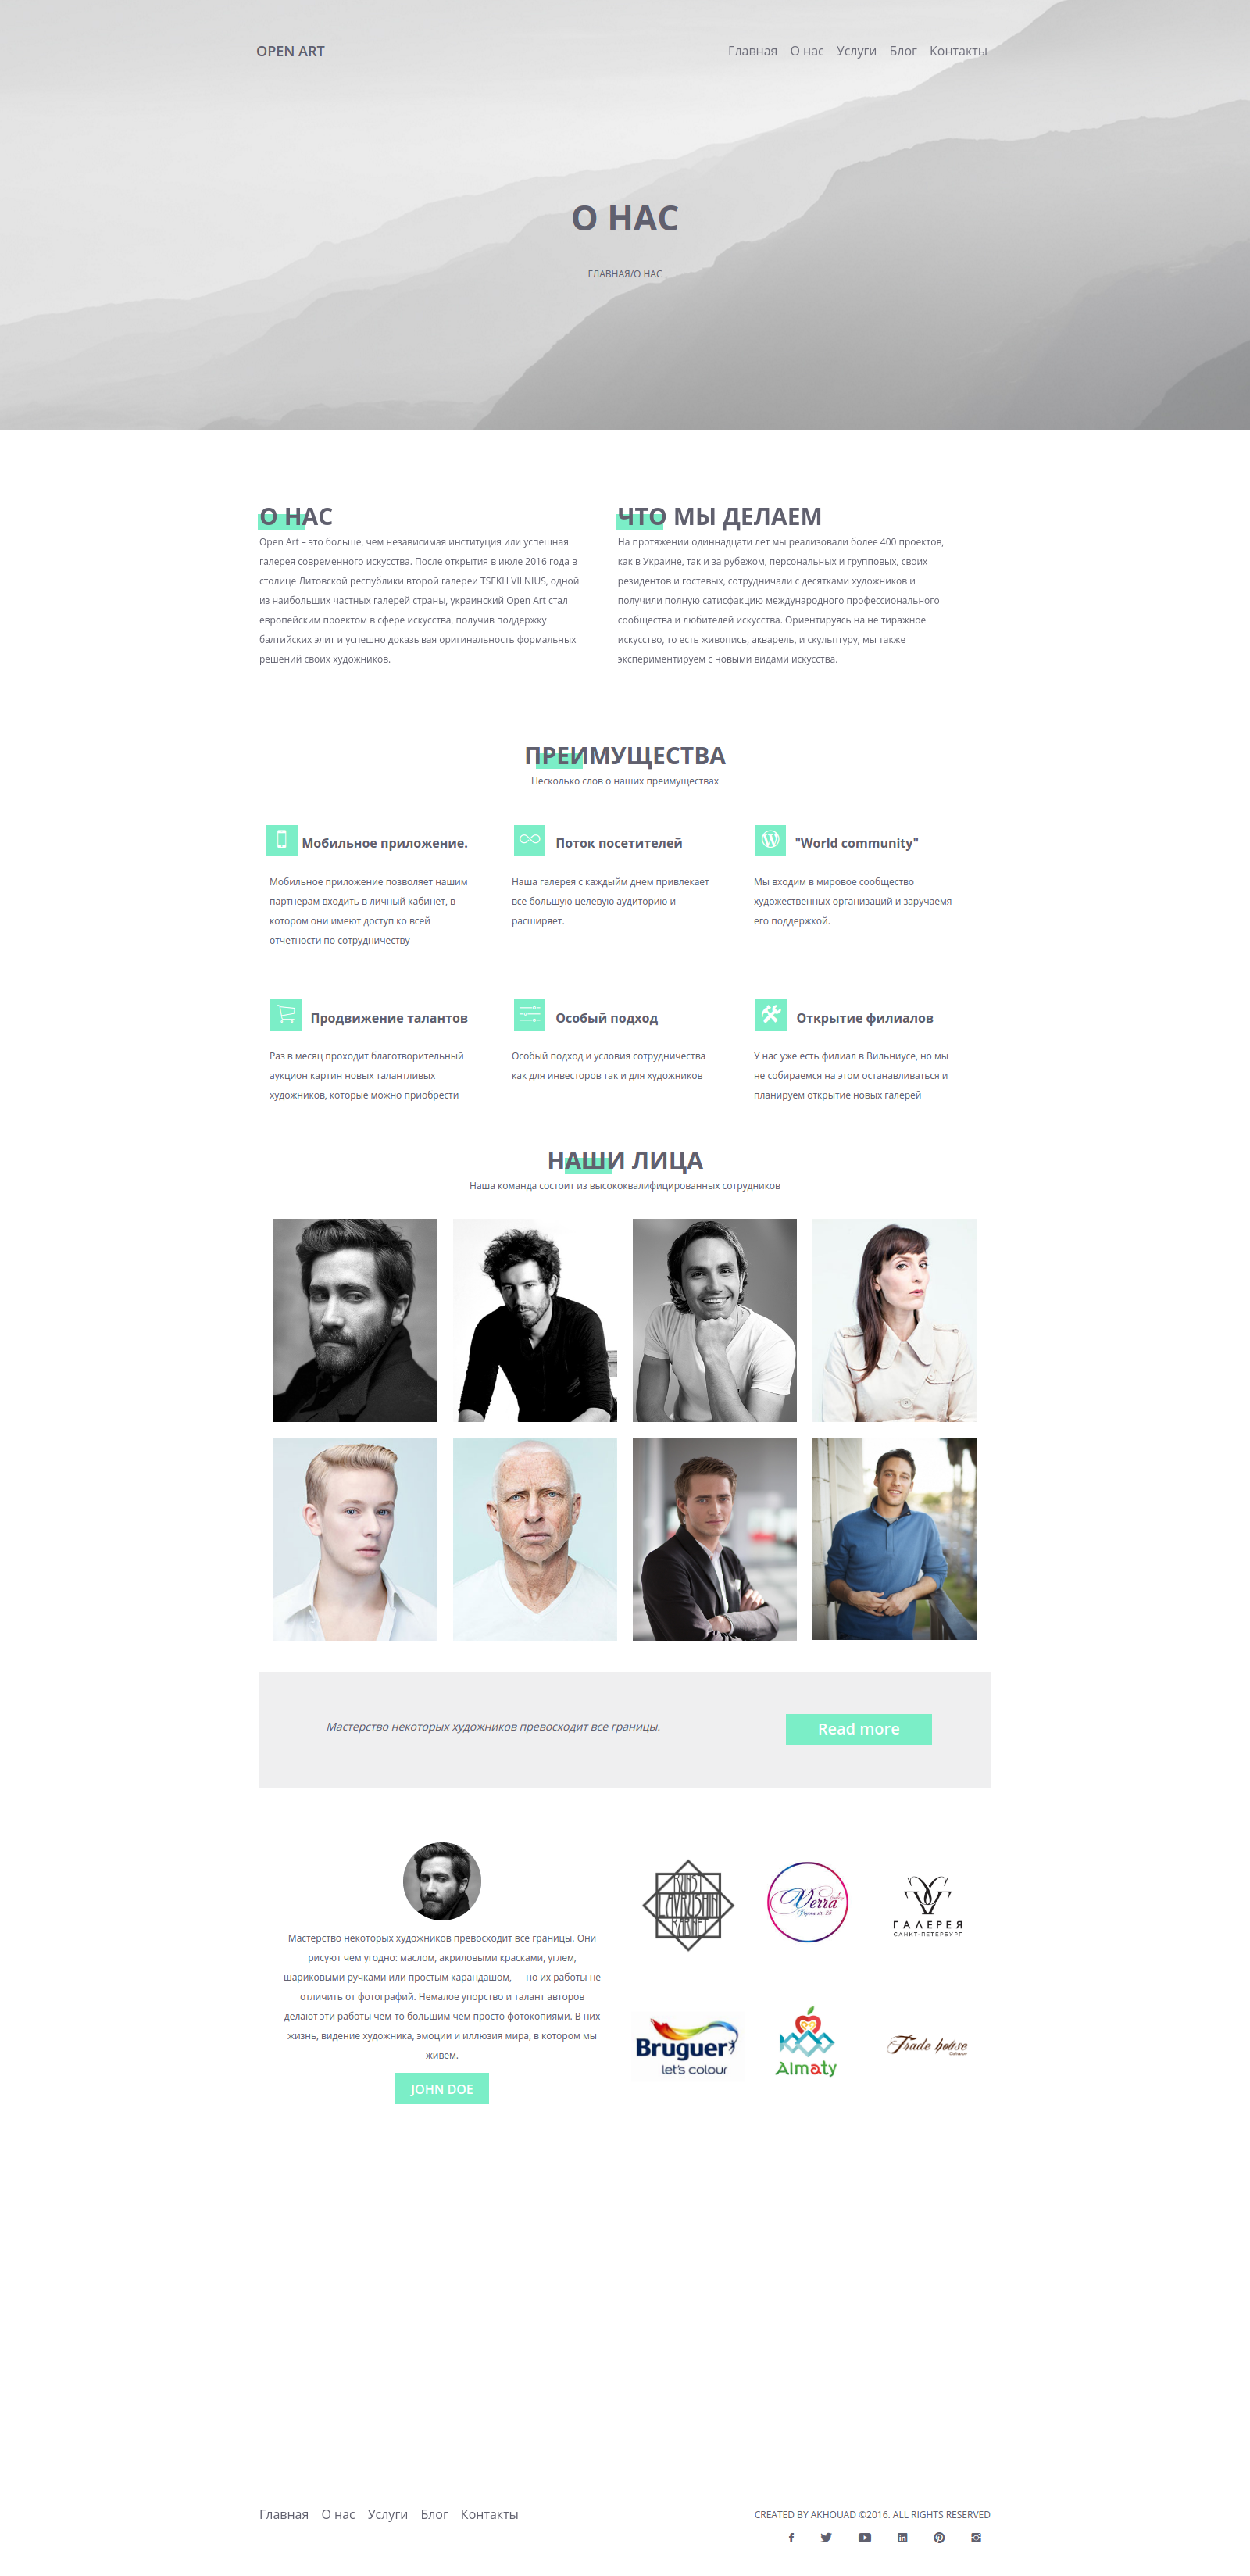 OPEN ART
Главная О нас Услуги Блог Контакты
О НАС
ГЛАВНАЯ/О НАС
О НАС
Open Art – это больше, чем независимая институция или успешная
галерея современного искусства. После открытия в июле 2016 года в
столице Литовской республики второй галереи TSEKH VILNIUS, одной
из наибольших частных галерей страны, украинский Open Art стал
европейским проектом в сфере искусства, получив поддержку
балтийских элит и успешно доказывая оригинальность формальных
решений своих художников.
ЧТО МЫ ДЕЛАЕМ
На протяжении одиннадцати лет мы реализовали более 400 проектов,
как в Украине, так и за рубежом, персональных и групповых, своих
резидентов и гостевых, сотрудничали с десятками художников и
получили полную сатисфакцию международного профессионального
сообщества и любителей искусства. Ориентируясь на не тиражное
искусство, то есть живопись, акварель, и скульптуру, мы также
экспериментируем с новыми видами искусства.
ПРЕИМУЩЕСТВА
Несколько слов о наших преимуществах
Мобильное приложение.
Мобильное приложение позволяет нашим
партнерам входить в личный кабинет, в
котором они имеют доступ ко всей
отчетности по сотрудничеству
Поток посетителей
Наша галерея с каждыйм днем привлекает
все большую целевую аудиторию и
расширяет.
"World community"
Мы входим в мировое сообщество
художественных организаций и заручаемя
его поддержкой.
Продвижение талантов
Раз в месяц проходит благотворительный
аукцион картин новых талантливых
художников, которые можно приобрести
Особый подход
Особый подход и условия сотрудничества
как для инвесторов так и для художников
Открытие филиалов
У нас уже есть филиал в Вильниусе, но мы
не собираемся на этом останавливаться и
планируем открытие новых галерей
НАШИ ЛИЦА
Наша команда состоит из высококвалифицированных сотрудников
Мастерство некоторых художников превосходит все границы.
Read more
Мастерство некоторых художников превосходит все границы. Они
рисуют чем угодно: маслом, акриловыми красками, углем,
шариковыми ручками или простым карандашом, — но их работы не
отличить от фотографий. Немалое упорство и талант авторов
делают эти работы чем-то большим чем просто фотокопиями. В них
жизнь, видение художника, эмоции и иллюзия мира, в котором мы
живем.
JOHN DOE
KUNST
LAVRUSHIN
KABINET
Verra
ГАЛЕРЕЯ
САНКТ-ПЕТЕРБУРГ
Bruguer
let's colour
Almaty
Trade house
Главная О нас Услуги Блог Контакты
CREATED BY AKHOUAD ©2016. ALL RIGHTS RESERVED